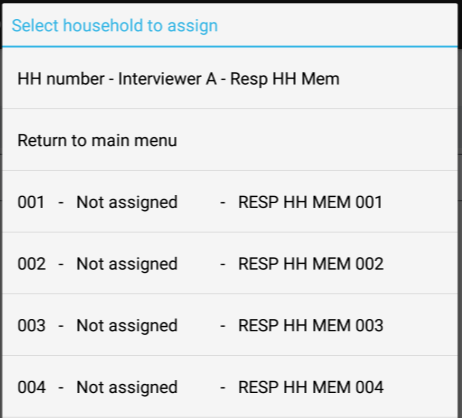 Select household to assign
HH number - Interviewer A - Resp HH Mem
Return to main menu
001 - Not assigned - RESP HH MEM 001
002 - Not assigned - RESP HH MEM 002
003 - Not assigned - RESP HH MEM 003
004 - Not assigned - RESP HH MEM 004